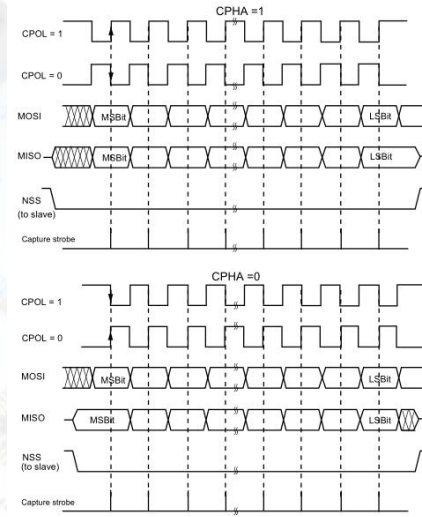 CPHA =1
CPOL = 1
CPOL = 0
MOSI MSBit LSBit
MISO MSBit LSBit
NSS
(to slave)
Capture strobe
CPHA =0
CPOL = 1
CPOL = 0
MOSI MSBit LSBit
MISO MSBit LSBit
NSS
(to slave)
Capture strobe